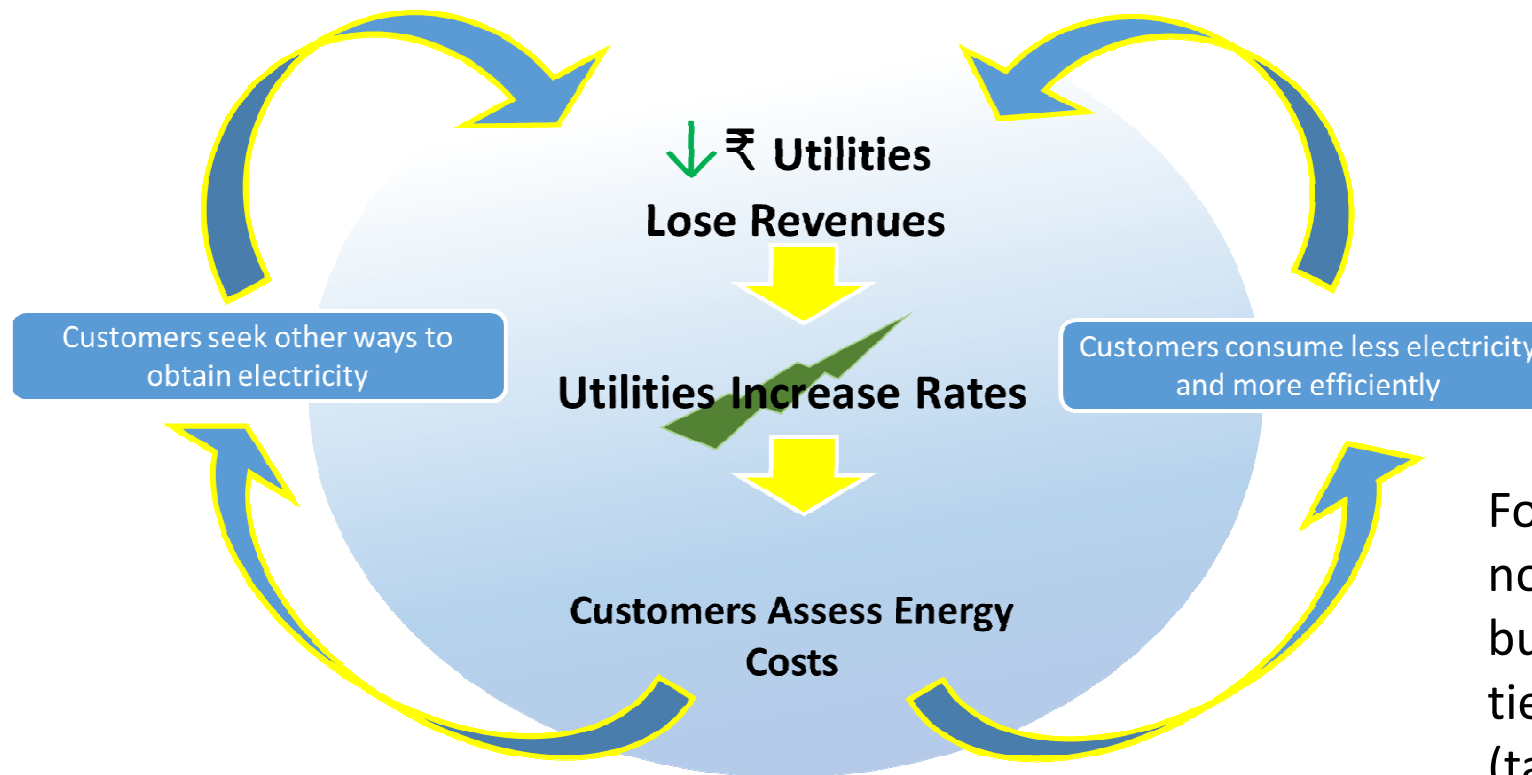 ↓ ₹ Utilities
Lose Revenues
Customers seek other ways to
obtain electricity
Utilities Increase Rates
Customers consume less electricity
and more efficiently
Customers Assess Energy
Costs